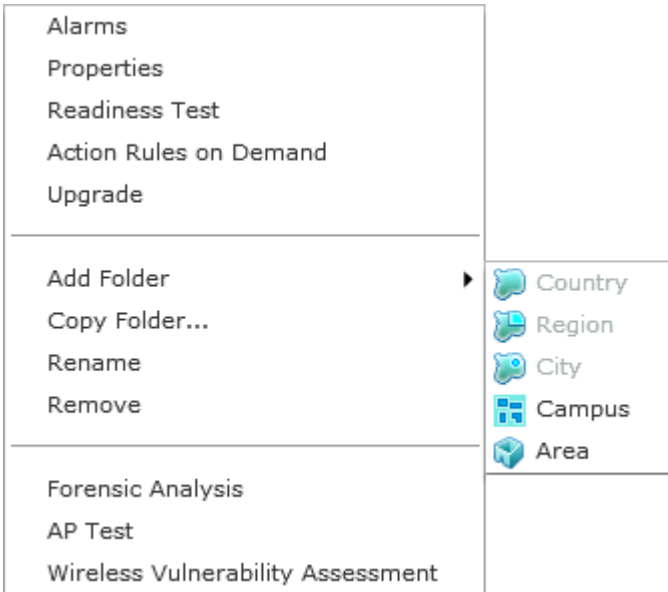 Alarms
Properties
Readiness Test
Action Rules on Demand
Upgrade
Add Folder
Copy Folder...
Rename
Remove
Forensic Analysis
AP Test
Wireless Vulnerability Assessment
Country
Region
City
Campus
Area